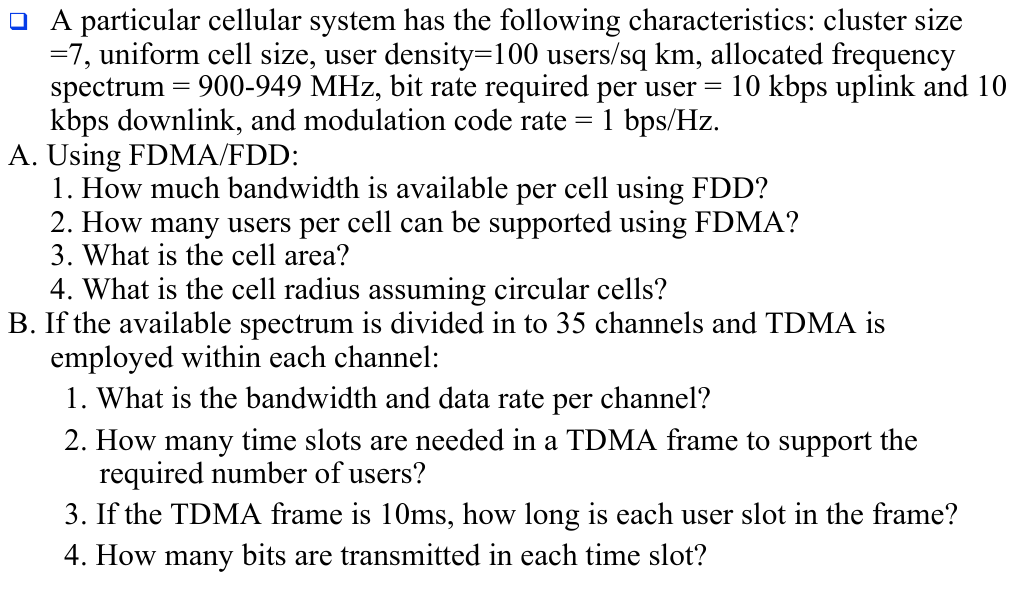 A particular cellular system has the following characteristics: cluster size
=7, uniform cell size, user density=100 users/sq km, allocated frequency
spectrum = 900-949 MHz, bit rate required per user = 10 kbps uplink and 10
kbps downlink, and modulation code rate = 1 bps/Hz.
A. Using FDMA/FDD:
1. How much bandwidth is available per cell using FDD?
2. How many users per cell can be supported using FDMA?
3. What is the cell area?
4. What is the cell radius assuming circular cells?
B. If the available spectrum is divided in to 35 channels and TDMA is
employed within each channel:
1. What is the bandwidth and data rate per channel?
2. How many time slots are needed in a TDMA frame to support the
required number of users?
3. If the TDMA frame is 10ms, how long is each user slot in the frame?
4. How many bits are transmitted in each time slot?